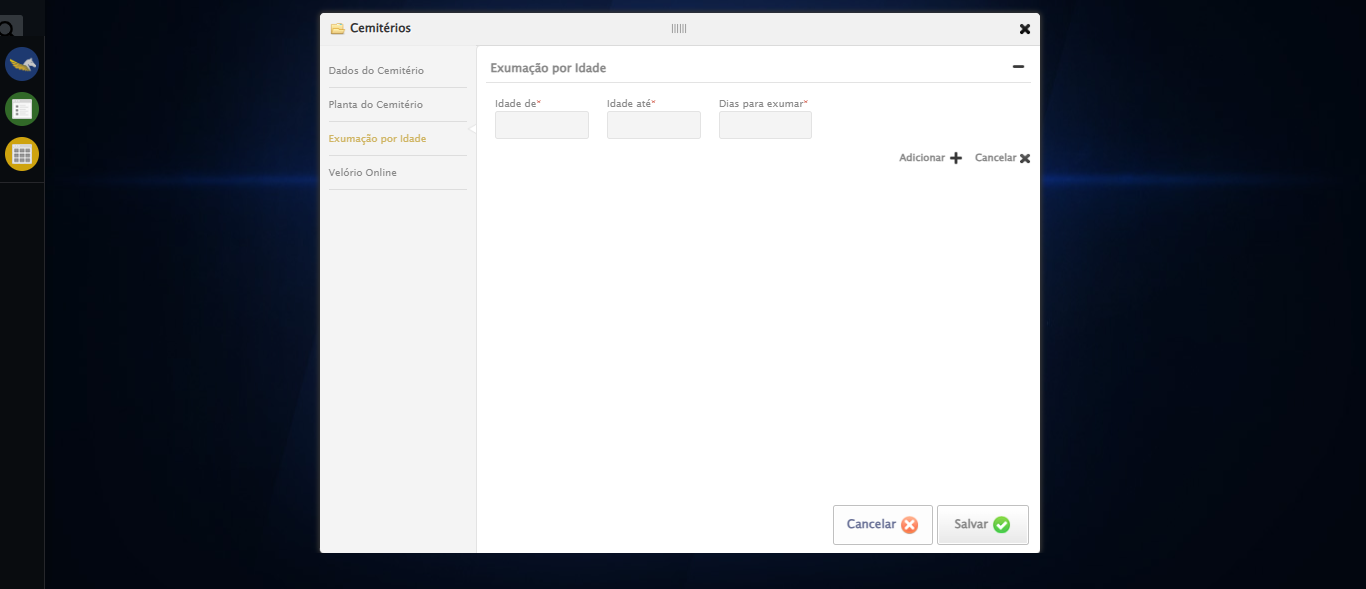 Cemitérios
Dados do Cemitério
Planta do Cemitério
Exumação por Idade
Velório Online
Exumação por Idade
Idade de* Idade até* Dias para exumar*
Adicionar Cancelar
Cancelar Salvar